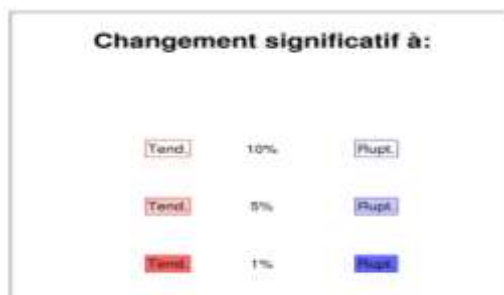 Changement significatif à:
Tend. 10% Rupt.
Tend. 5% Rupt.
Tend. 1% Rupt.